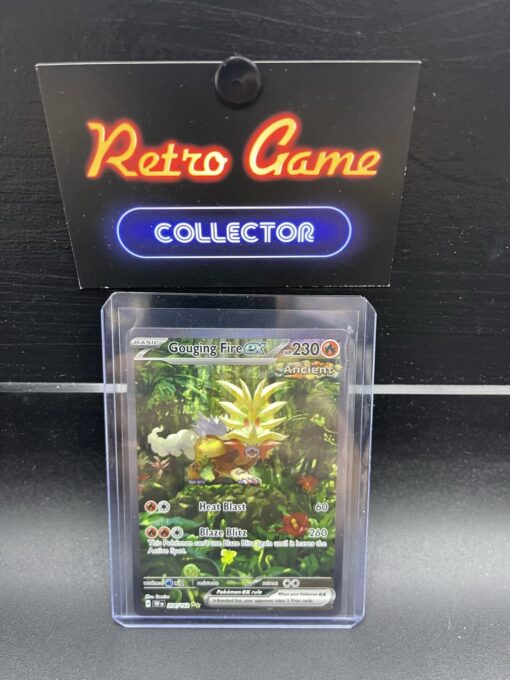 Retro Game
COLLECTOR
BASIC Gouging Fire ex HP 230
Ancient
Heat Blast 60
Blaze Blitz 260
This Pokémon can't use Blaze Blitz again until it leaves the
Active Spot.
weakness x2 resistance retreat
Pokémon ex rule When your Pokémon ex
is Knocked Out, your opponent takes 2 Prize cards.